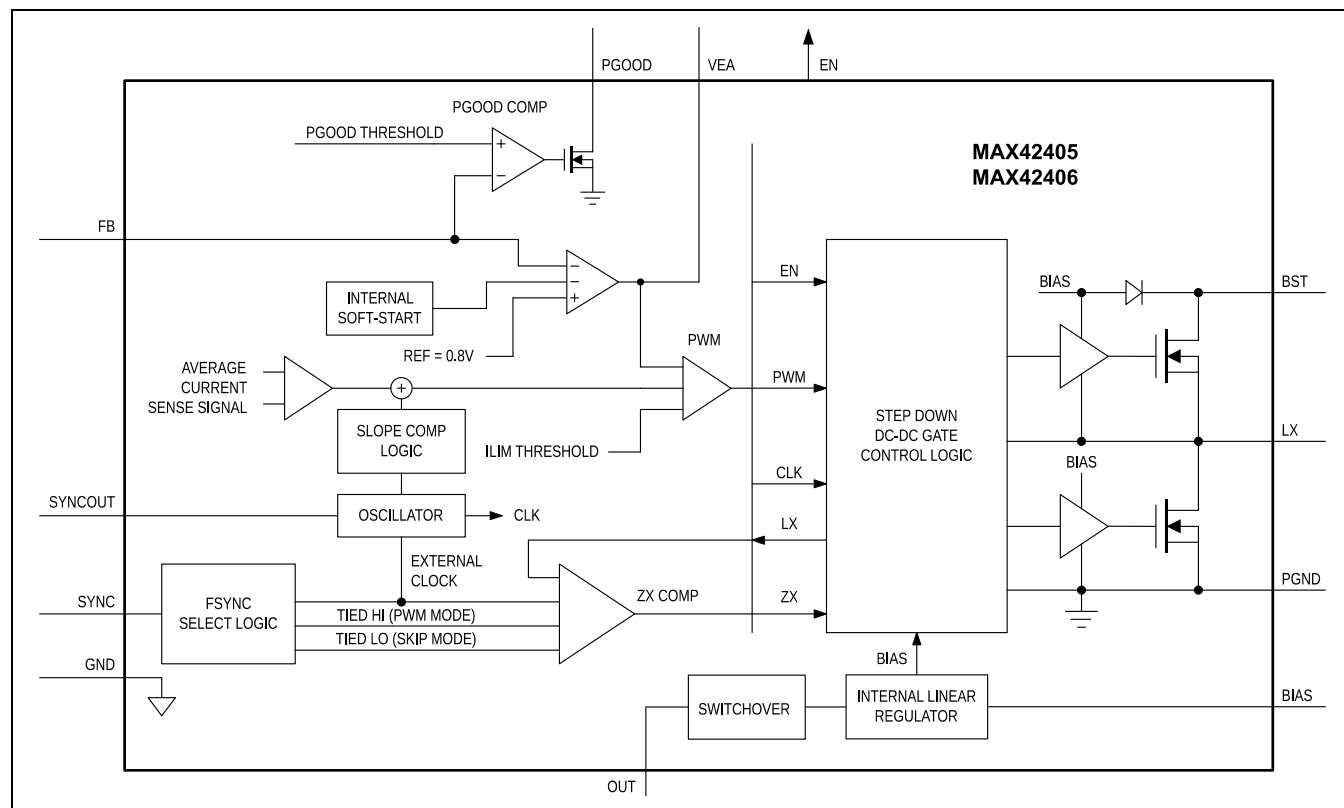 PGOOD
VEA
EN
PGOOD COMP
PGOOD THRESHOLD
MAX42405
MAX42406
FB
EN
BIAS
BST
INTERNAL
SOFT-START
REF = 0.8V
PWM
AVERAGE
CURRENT
SENSE SIGNAL
PWM
STEP DOWN
DC-DC GATE
CONTROL LOGIC
SLOPE COMP
LOGIC
ILIM THRESHOLD
LX
CLK
BIAS
SYNCOUT
OSCILLATOR
CLK
LX
EXTERNAL
CLOCK
PGND
SYNC
FSYNC
SELECT LOGIC
TIED HI (PWM MODE)
TIED LO (SKIP MODE)
ZX COMP
ZX
GND
BIAS
SWITCHOVER
INTERNAL LINEAR
REGULATOR
BIAS
OUT